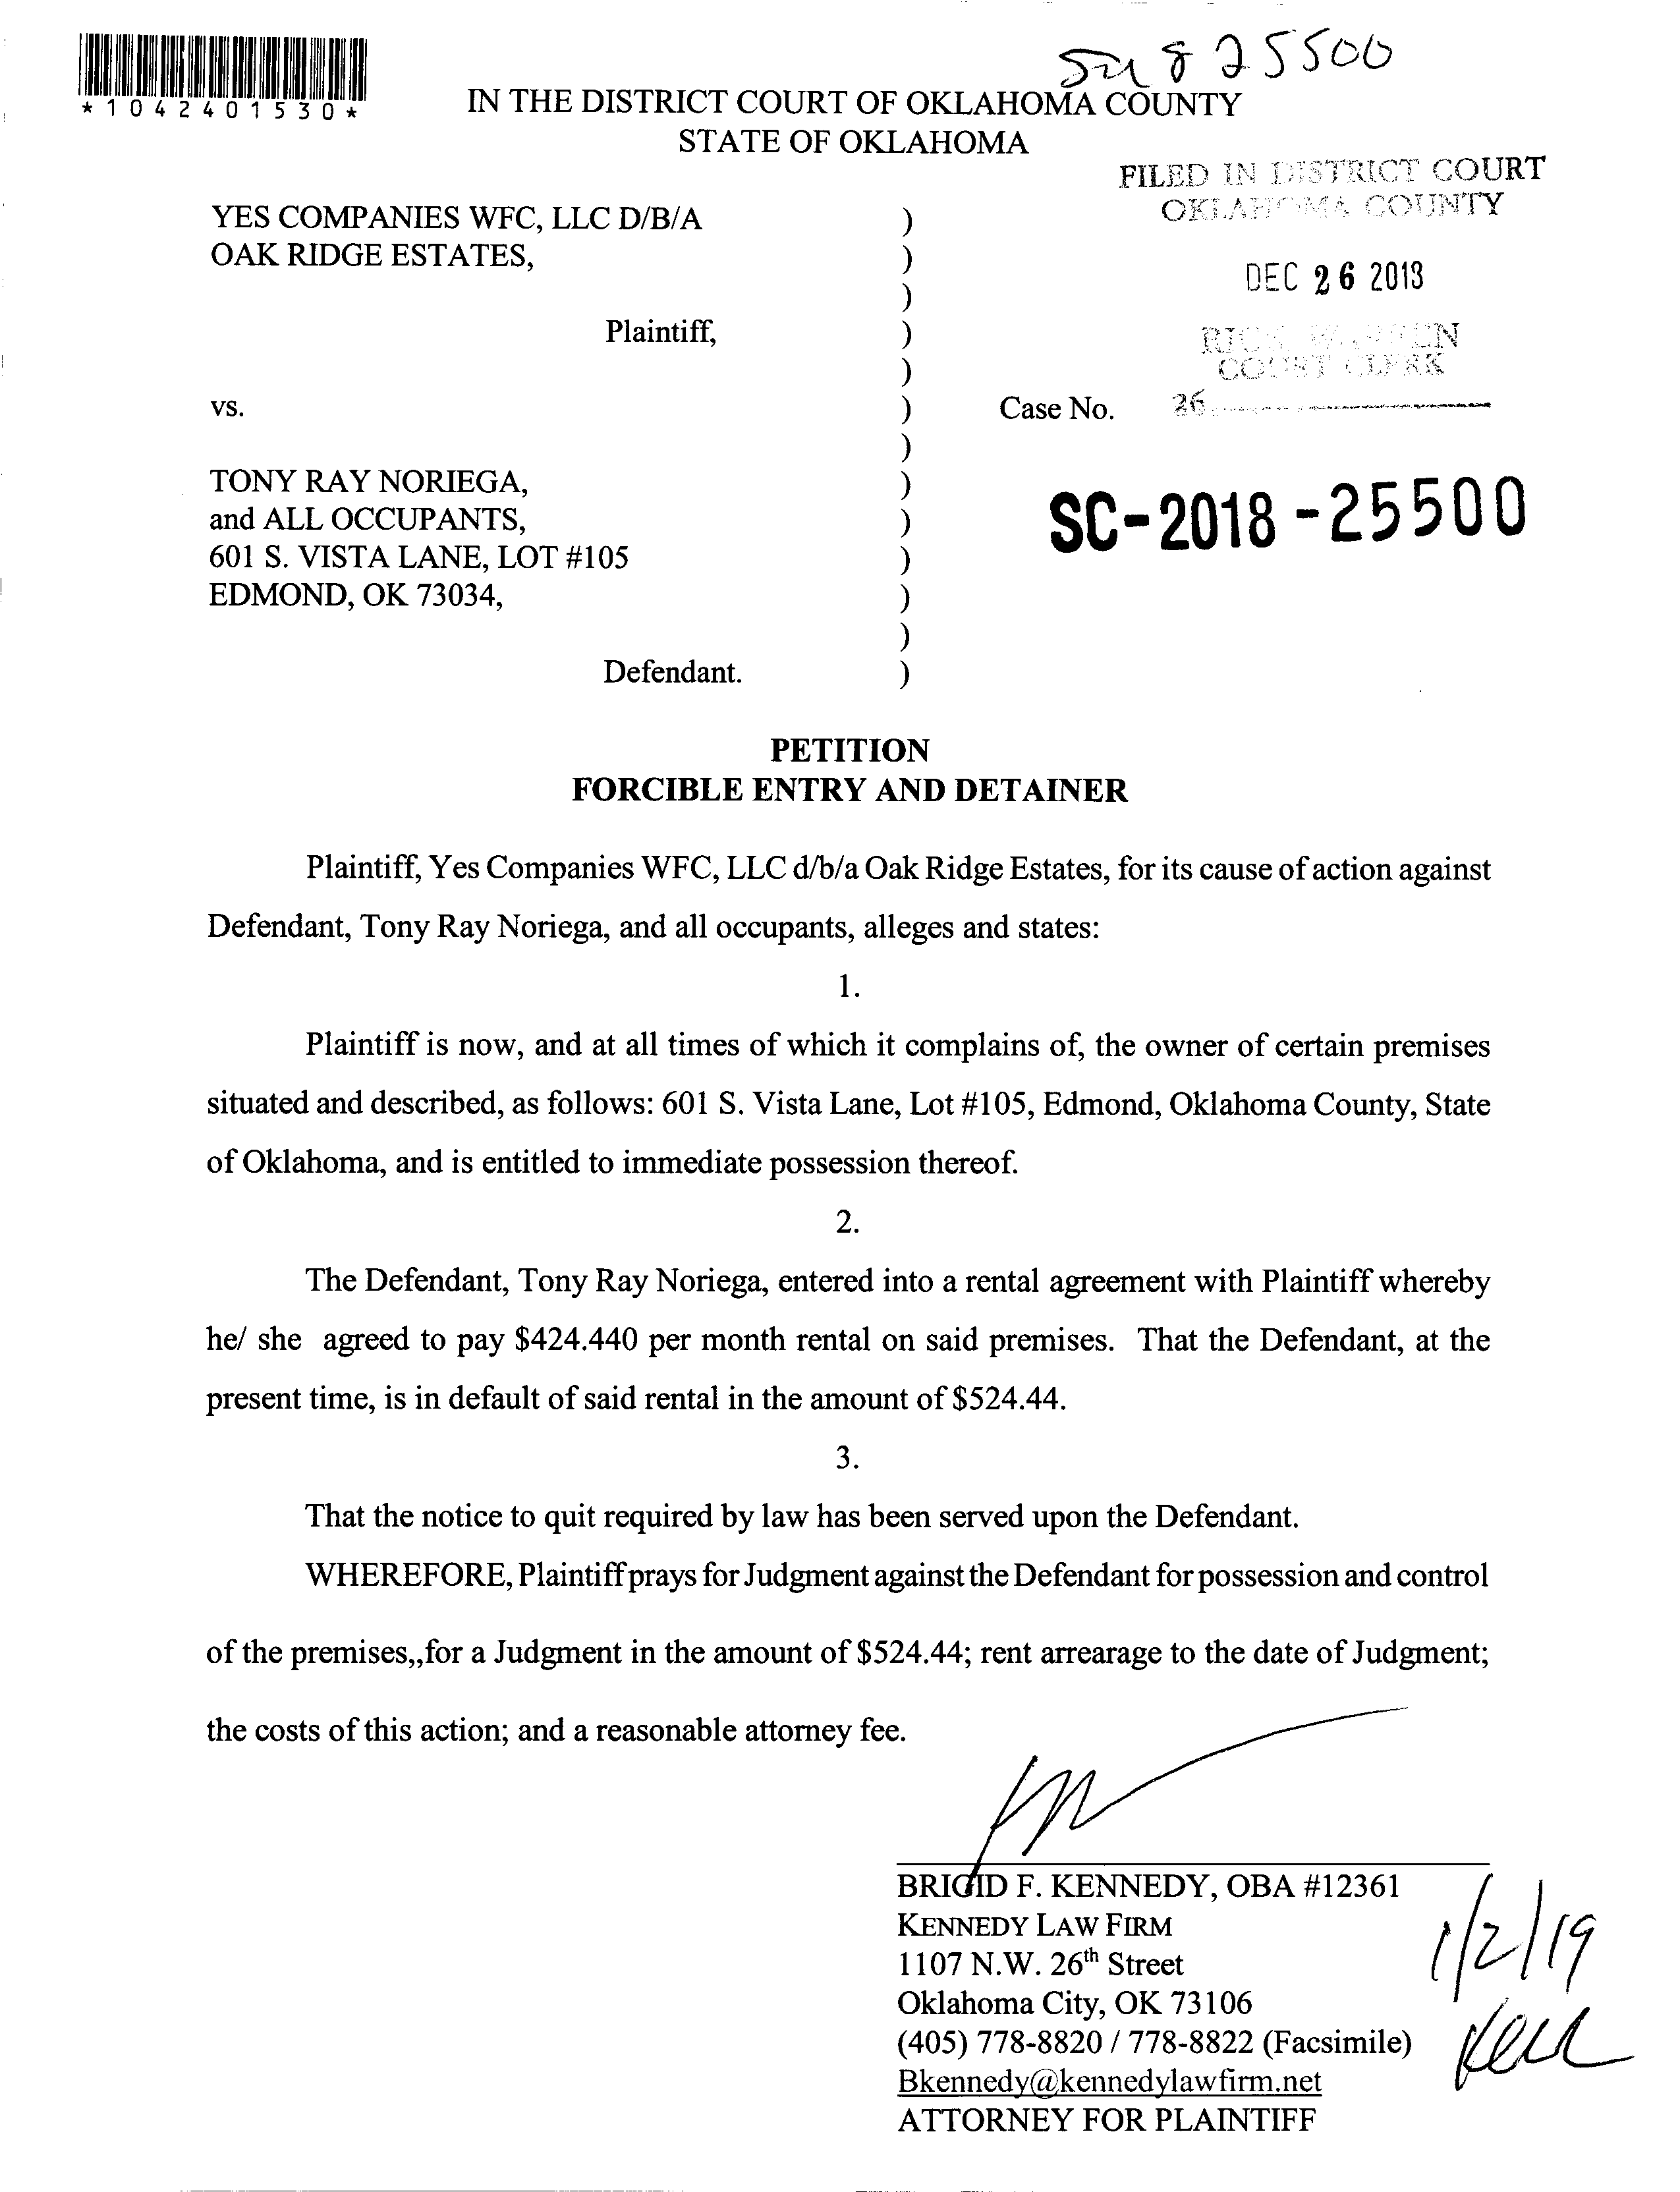 825500
*1042401530*
IN THE DISTRICT COURT OF OKLAHOMA COUNTY
STATE OF OKLAHOMA
FILED IN DISTRICT COURT
OKLAHOMA COUNTY
DEC 26 2018
RICK WARREN
COURT CLERK
26
YES COMPANIES WFC, LLC D/B/A )
OAK RIDGE ESTATES, )
)
Plaintiff, )
)
vs. ) Case No.
)
TONY RAY NORIEGA, ) SC-2018-25500
and ALL OCCUPANTS, )
601 S. VISTA LANE, LOT #105 )
EDMOND, OK 73034, )
)
Defendant. )
PETITION
FORCIBLE ENTRY AND DETAINER
Plaintiff, Yes Companies WFC, LLC d/b/a Oak Ridge Estates, for its cause of action against
Defendant, Tony Ray Noriega, and all occupants, alleges and states:
1.
Plaintiff is now, and at all times of which it complains of, the owner of certain premises
situated and described, as follows: 601 S. Vista Lane, Lot #105, Edmond, Oklahoma County, State
of Oklahoma, and is entitled to immediate possession thereof.
2.
The Defendant, Tony Ray Noriega, entered into a rental agreement with Plaintiff whereby
he/ she agreed to pay $424.440 per month rental on said premises. That the Defendant, at the
present time, is in default of said rental in the amount of $524.44.
3.
That the notice to quit required by law has been served upon the Defendant.
WHEREFORE, Plaintiff prays for Judgment against the Defendant for possession and control
of the premises,,for a Judgment in the amount of $524.44; rent arrearage to the date of Judgment;
the costs of this action; and a reasonable attorney fee.
BRIGID F. KENNEDY, OBA #12361
KENNEDY LAW FIRM
1107 N.W. 26th Street
Oklahoma City, OK 73106
(405) 778-8820 / 778-8822 (Facsimile)
Bkennedy@kennedylawfirm.net
ATTORNEY FOR PLAINTIFF
1/2/19